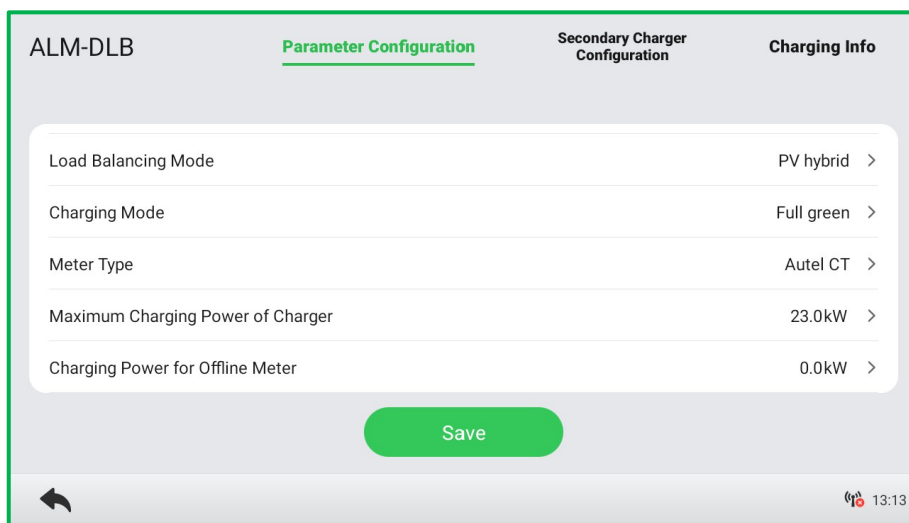 ALM-DLB
Parameter Configuration
Secondary Charger
Configuration
Charging Info
Load Balancing Mode PV hybrid
Charging Mode Full green
Meter Type Autel CT
Maximum Charging Power of Charger 23.0kW
Charging Power for Offline Meter 0.0kW
Save
13:13